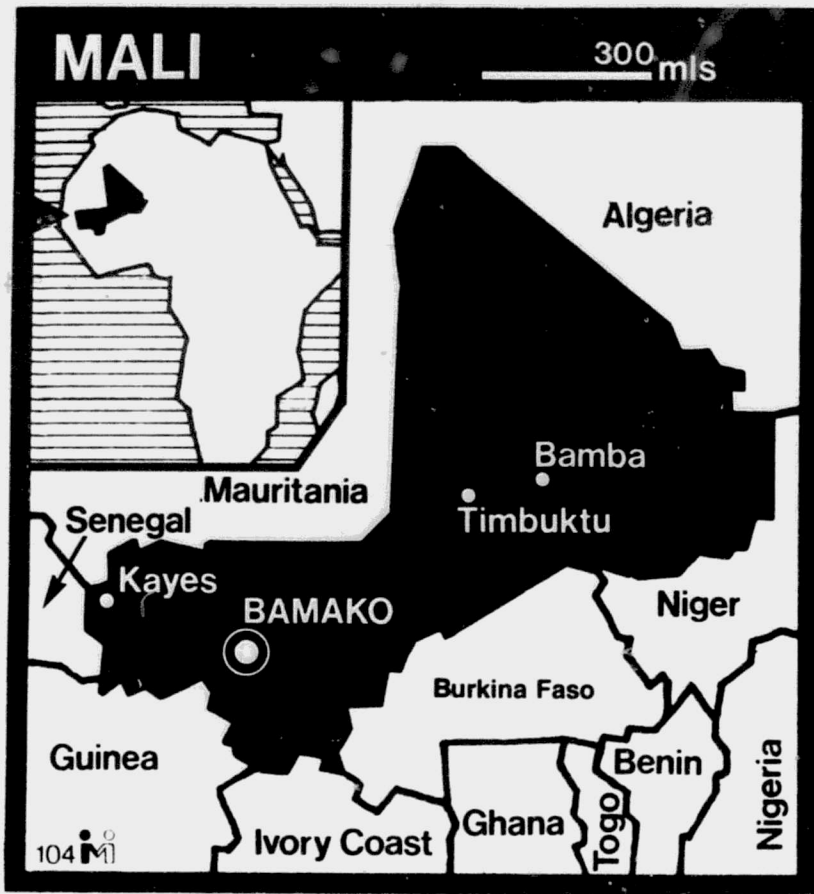 MALI
300 mls
Algeria
Bamba
Mauritania
Timbuktu
Senegal
Kayes
BAMAKO
Niger
Burkina Faso
Guinea
Benin
Nigeria
Ivory Coast
Ghana
Togo
104